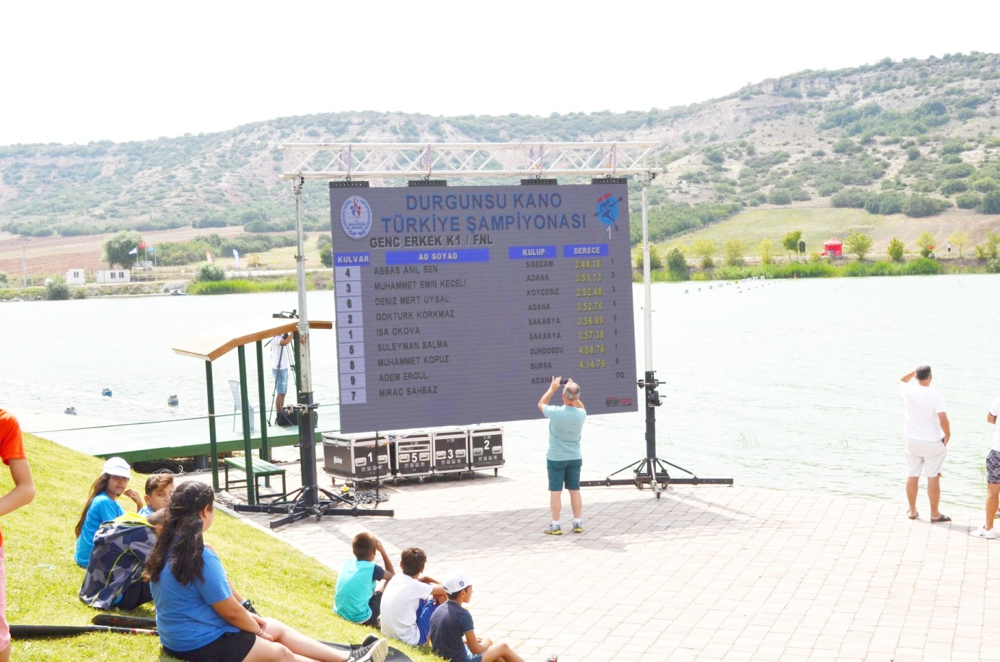 DURGUNSU KANO
TÜRKİYE ŞAMPİYONASI
1
GENC ERKEK K1 / FNL
KULVAR AD SOYAD KULUP DERECE
4 ABBAS ANIL SEN SISECAM 3:44.16 1
3 MUHAMMET EMIN KECELI ADANA 3:51.13 2
6 DENIZ MERT UYSAL KOYCEGIZ 3:52.48 3
2 GOKTURK KORKMAZ ADANA 3:52.76 4
1 ISA OKOVA SAKARYA 3:56.99 5
5 SULEYMAN SALMA SAKARYA 3:57.38 6
8 MUHAMMET KOPUZ GUNDOGDU 4:08.76 7
9 ADEM ERGUL BURSA 4:14.76 8
7 MIRAC SAHBAZ ADANA DQ
SPORTOTO
1 5 3 2